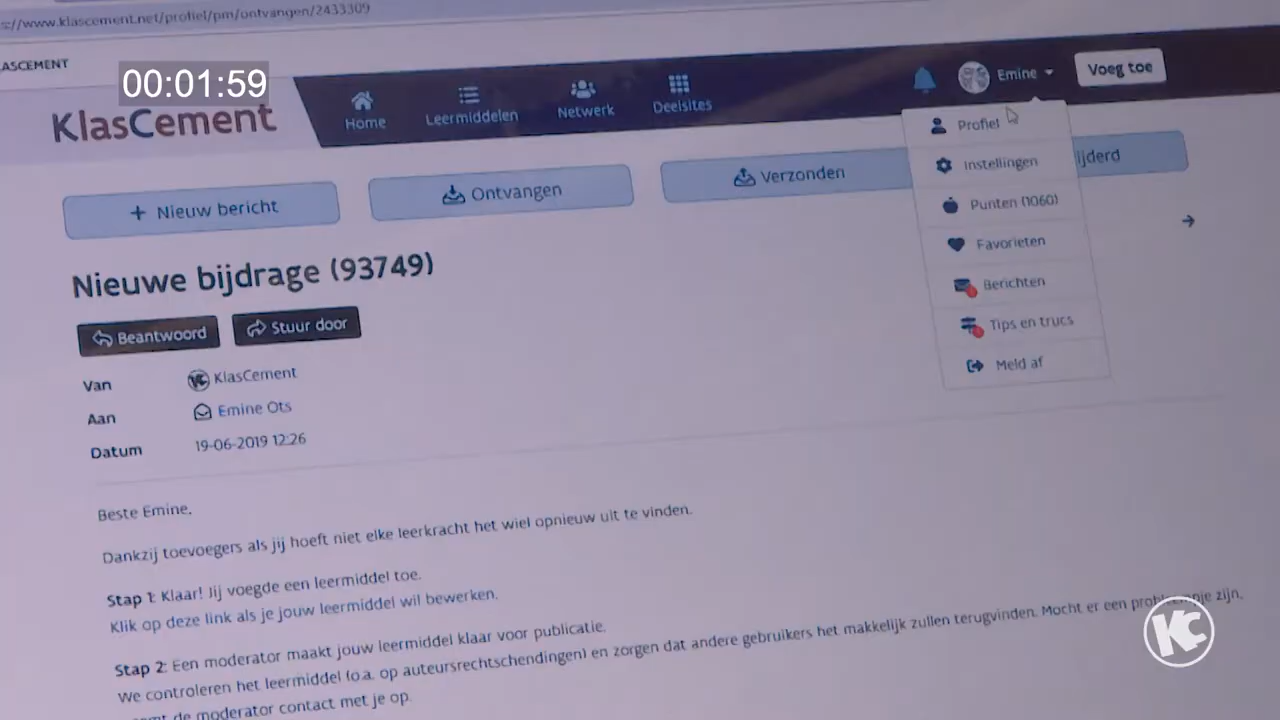 s://www.klascement.net/profiel/pm/ontvangen/2433309
ASCEMENT
00:01:59
KlasCement
Home
Leermiddelen
Netwerk
Deelsites
Emine
Voeg toe
Profiel
Instellingen
Punten (1060)
Favorieten
Berichten
Tips en trucs
Meld af
Nieuw bericht
Ontvangen
Verzonden
ijderd
Nieuwe bijdrage (93749)
Beantwoord
Stuur door
Van KlasCement
Aan Emine Ots
Datum 19-06-2019 12:26
Beste Emine,
Dankzij toevoegers als jij hoeft niet elke leerkracht het wiel opnieuw uit te vinden.
Stap 1: Klaar! Jij voegde een leermiddel toe.
Klik op deze link als je jouw leermiddel wil bewerken.
Stap 2: Een moderator maakt jouw leermiddel klaar voor publicatie.
We controleren het leermiddel (o.a. op auteursrechtschendingen) en zorgen dat andere gebruikers het makkelijk zullen terugvinden. Mocht er een zijn,
de moderator contact met je op.
KC